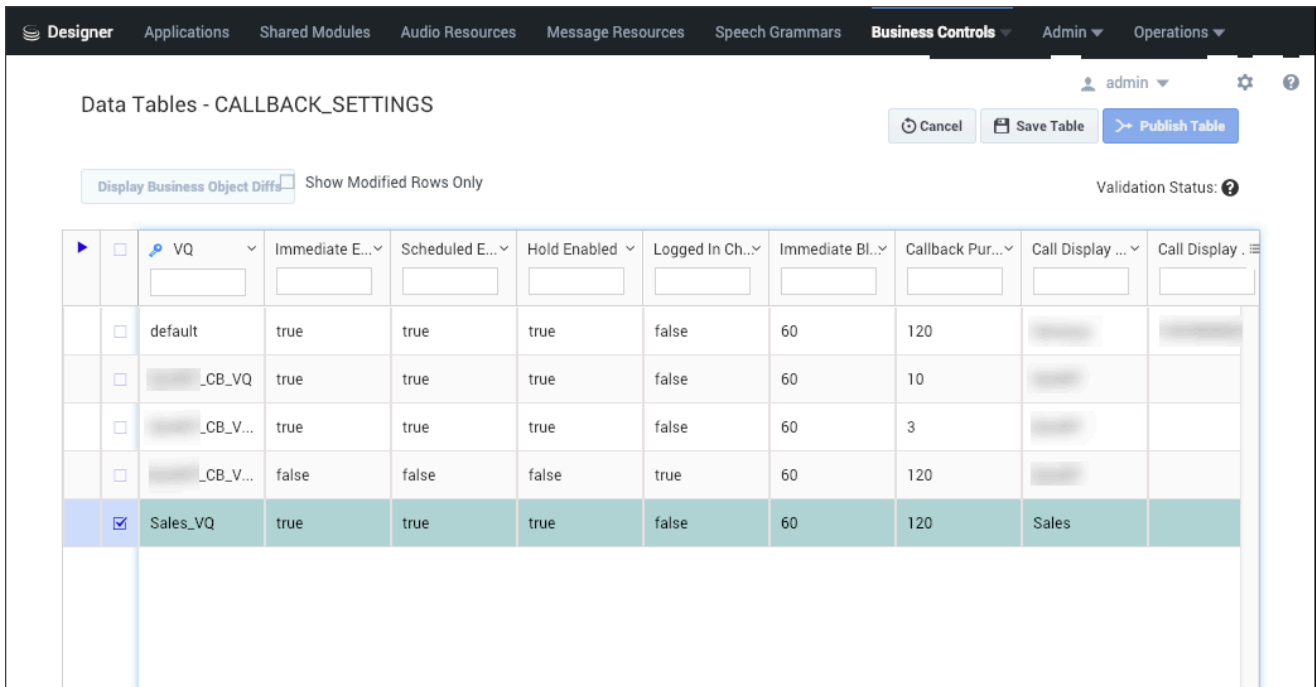 Designer Applications Shared Modules Audio Resources Message Resources Speech Grammars Business Controls Admin Operations
admin
Data Tables - CALLBACK_SETTINGS
Cancel Save Table Publish Table
Display Business Object Diffs Show Modified Rows Only
Validation Status:
VQ Immediate E... Scheduled E... Hold Enabled Logged In Ch... Immediate Bl... Callback Pur... Call Display ... Call Display .
default true true true false 60 120
_CB_VQ true true true false 60 10
_CB_V... true true true false 60 3
_CB_V... false false false true 60 120
Sales_VQ true true true false 60 120 Sales